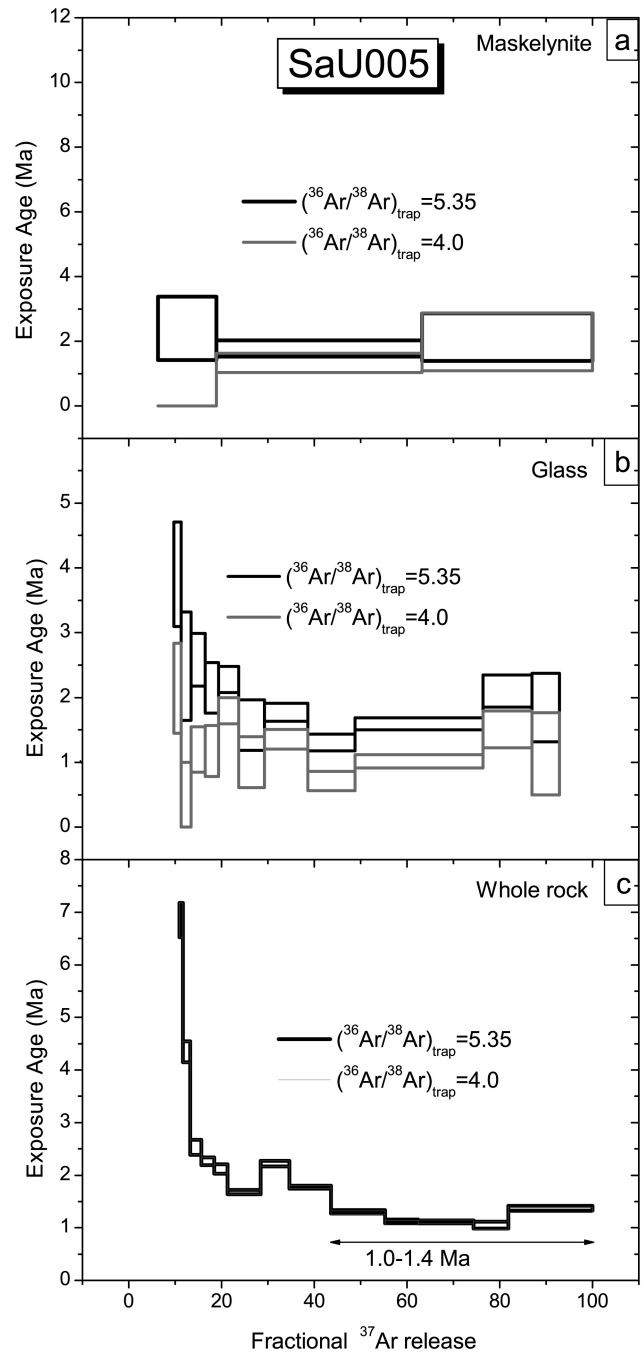 SaU005
Maskelynite
a
(³⁶Ar/³⁸Ar)trap=5.35
(³⁶Ar/³⁸Ar)trap=4.0
Exposure Age (Ma)
12
10
8
6
4
2
0
Glass
b
(³⁶Ar/³⁸Ar)trap=5.35
(³⁶Ar/³⁸Ar)trap=4.0
Exposure Age (Ma)
5
4
3
2
1
0
Whole rock
c
(³⁶Ar/³⁸Ar)trap=5.35
(³⁶Ar/³⁸Ar)trap=4.0
1.0-1.4 Ma
Exposure Age (Ma)
8
7
6
5
4
3
2
1
0
0 20 40 60 80 100
Fractional ³⁷Ar release